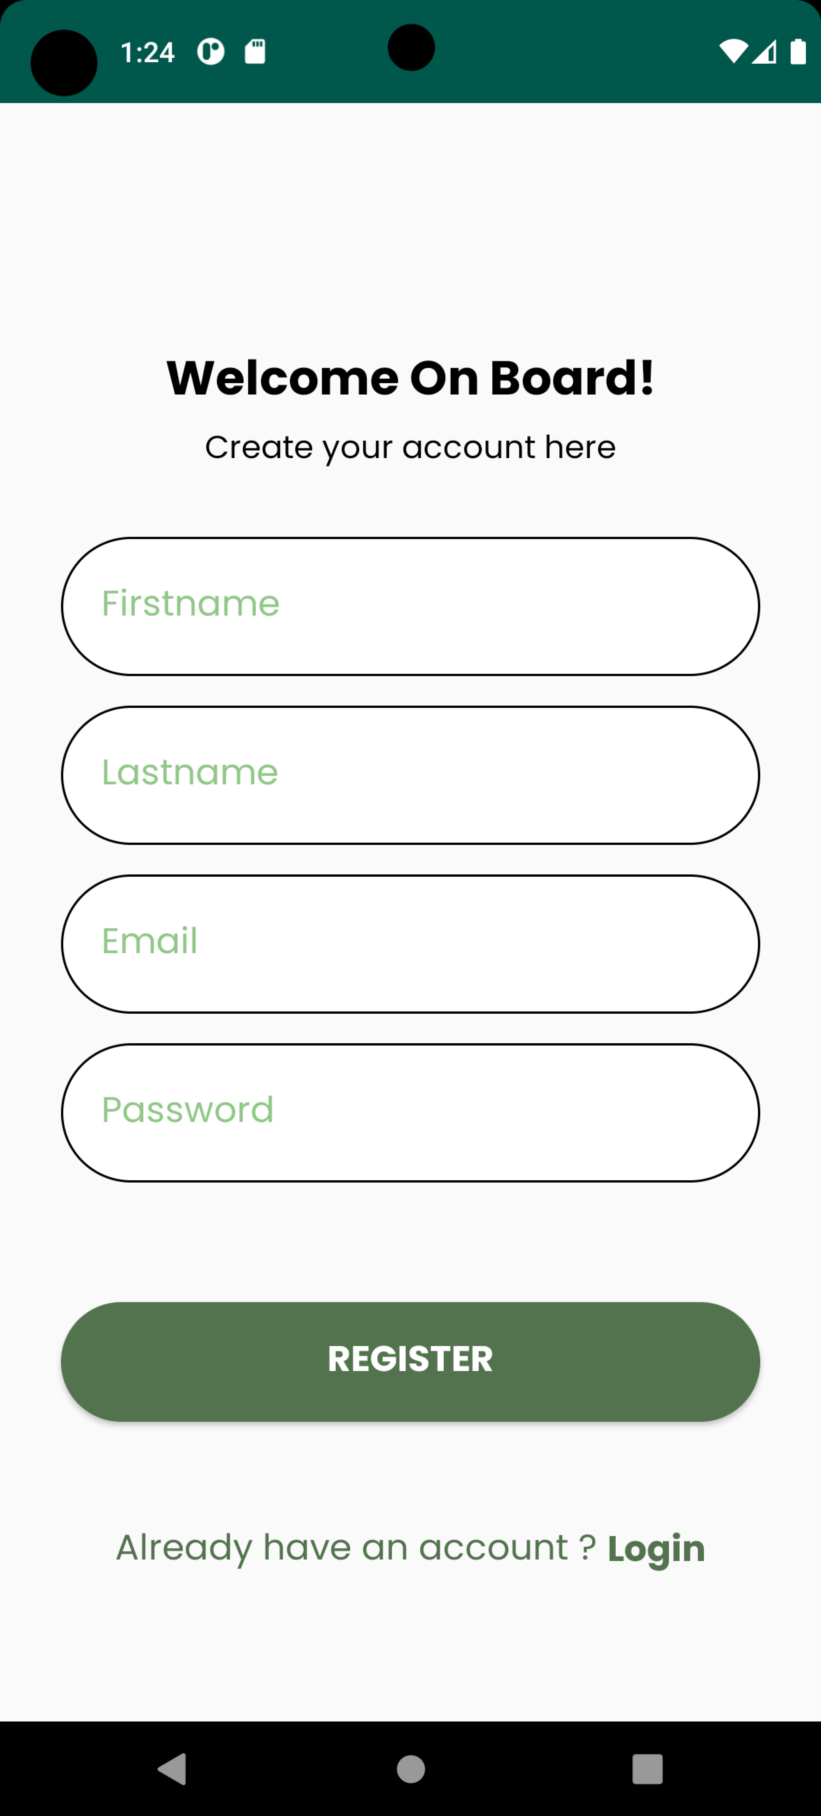 1:24
Welcome On Board!
Create your account here
Firstname
Lastname
Email
Password
REGISTER
Already have an account ? Login